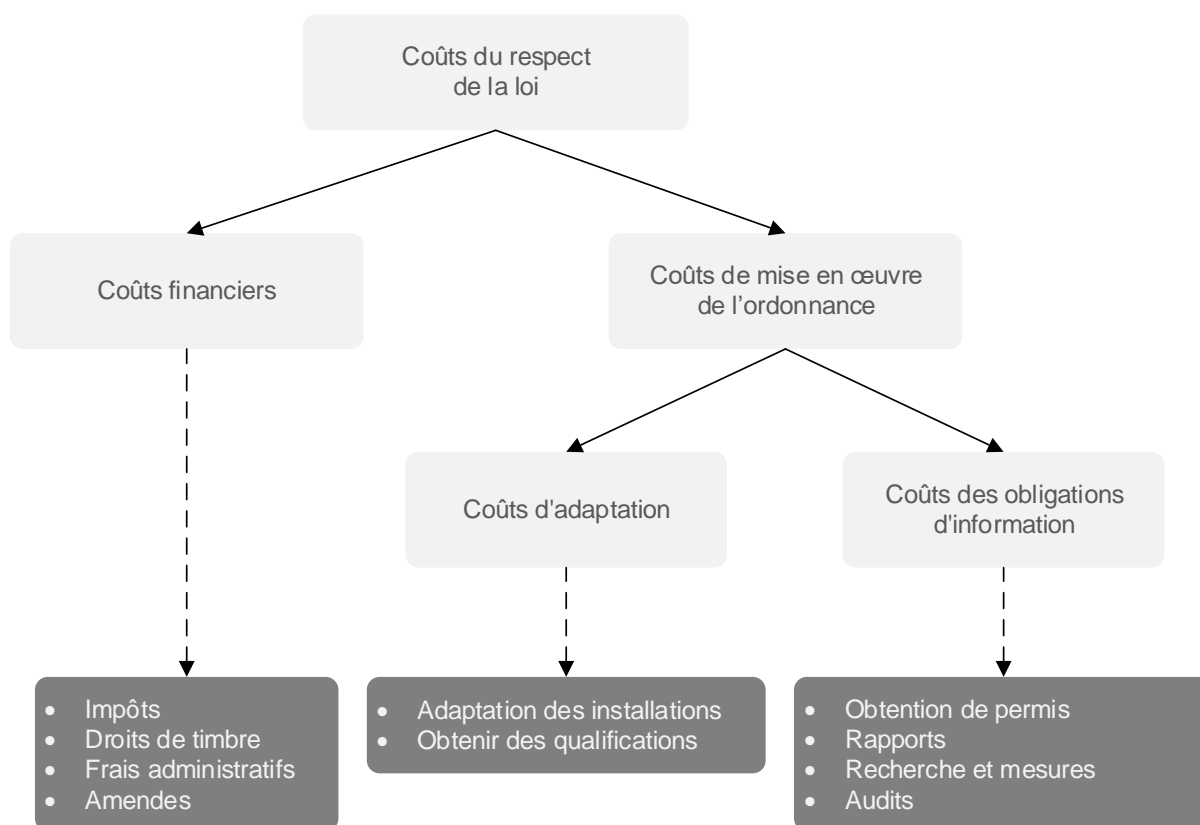 Coûts du respect
de la loi
Coûts financiers
Coûts de mise en œuvre
de l’ordonnance
Coûts d'adaptation
Coûts des obligations
d'information
• Impôts
• Droits de timbre
• Frais administratifs
• Amendes
• Adaptation des installations
• Obtenir des qualifications
• Obtention de permis
• Rapports
• Recherche et mesures
• Audits